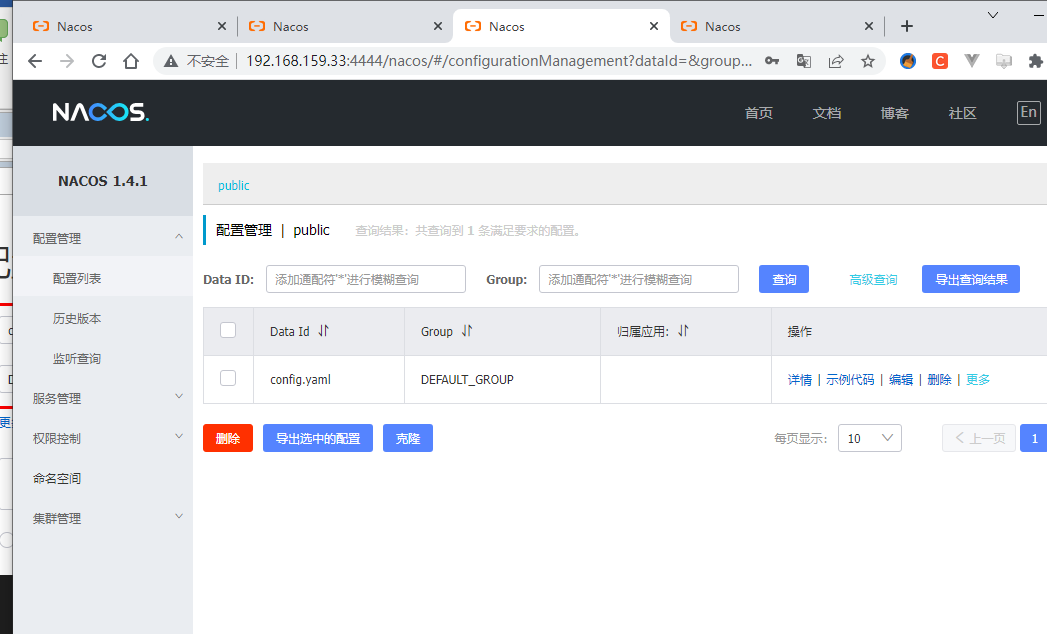 Nacos
Nacos
Nacos
Nacos
不安全 192.168.159.33:4444/nacos/#/configurationManagement?dataId=&group...
NACOS.
首页 文档 博客 社区 En
NACOS 1.4.1
public
配置管理
配置管理 | public 查询结果：共查询到 1 条满足要求的配置。
配置列表
历史版本
监听查询
服务管理
权限控制
命名空间
集群管理
Data ID: 添加通配符'*'进行模糊查询 Group: 添加通配符'*'进行模糊查询 查询 高级查询 导出查询结果
Data Id Group 归属应用: 操作
config.yaml DEFAULT_GROUP 详情 | 示例代码 | 编辑 | 删除 | 更多
删除 导出选中的配置 克隆 每页显示: 10 上一页 1